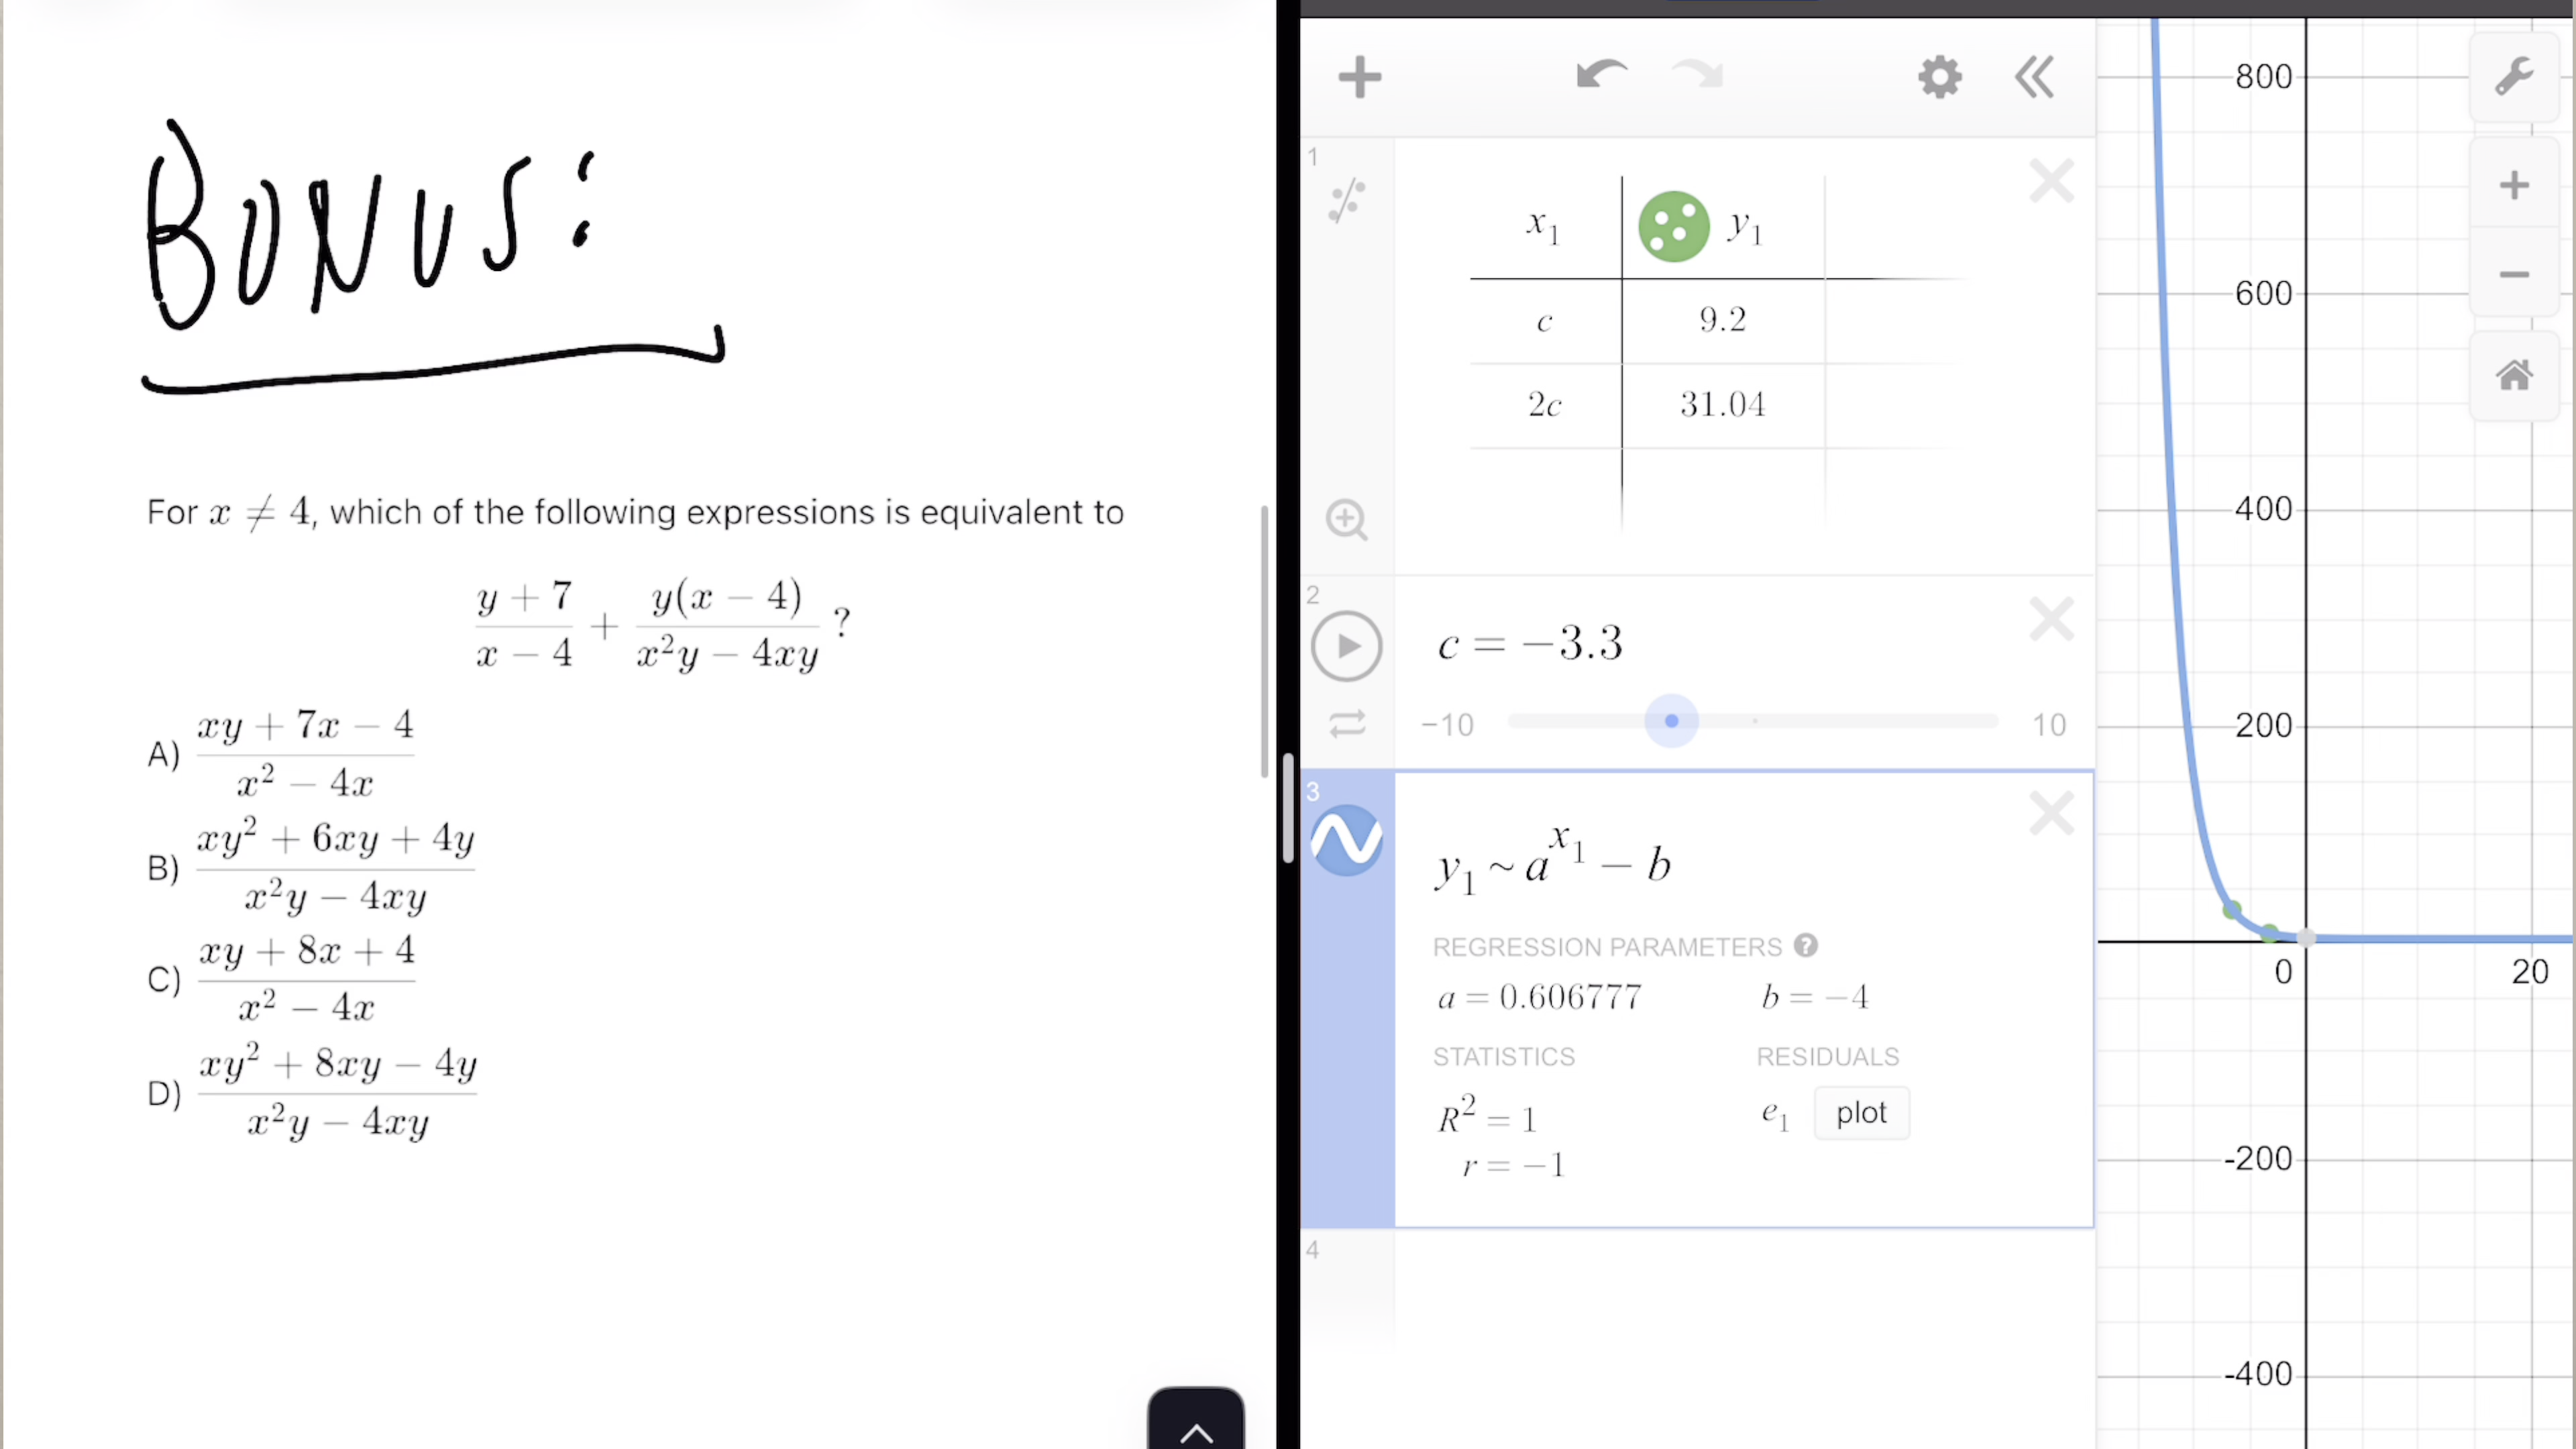 BONUS:
For x ≠ 4, which of the following expressions is equivalent to
(y + 7)/(x − 4) + y(x − 4)/(x²y − 4xy) ?
A) (xy + 7x − 4)/(x² − 4x)
B) (xy² + 6xy + 4y)/(x²y − 4xy)
C) (xy + 8x + 4)/(x² − 4x)
D) (xy² + 8xy − 4y)/(x²y − 4xy)
1
x₁ y₁
c 9.2
2c 31.04
2
c = −3.3
−10 10
3
y₁ ~ a^x₁ − b
REGRESSION PARAMETERS ?
a = 0.606777 b = −4
STATISTICS RESIDUALS
R² = 1 e₁ plot
r = −1
4
800
600
400
200
0 20
-200
-400